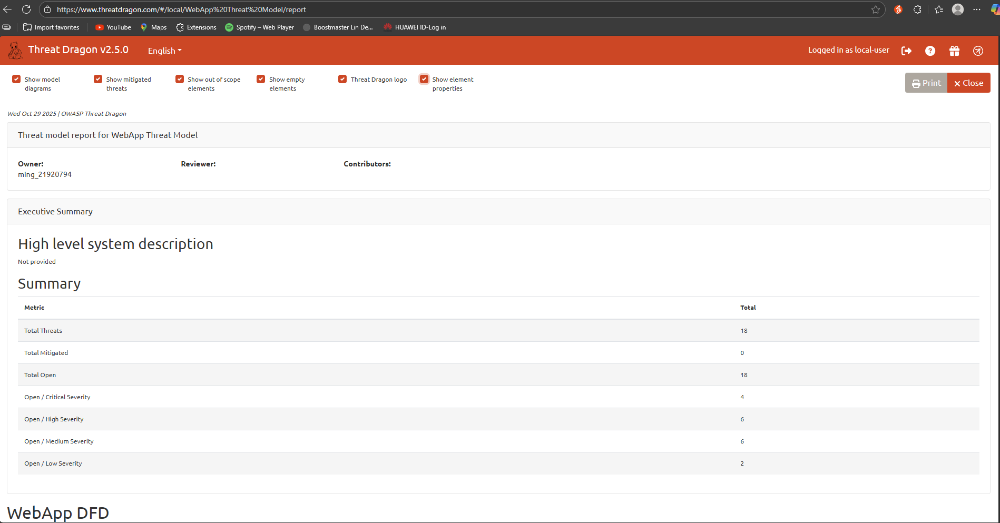 https://www.threatdragon.com/#/local/WebApp%20Threat%20Model/report
Import favorites
YouTube
Maps
Extensions
Spotify – Web Player
Boostmaster Lin De...
HUAWEI ID-Log in
Threat Dragon v2.5.0
English
Logged in as local-user
Show model diagrams
Show mitigated threats
Show out of scope elements
Show empty elements
Threat Dragon logo
Show element properties
Print
Close
Wed Oct 29 2025 | OWASP Threat Dragon
Threat model report for WebApp Threat Model
Owner:
ming_21920794
Reviewer:
Contributors:
Executive Summary
High level system description
Not provided
Summary
Metric Total
Total Threats 18
Total Mitigated 0
Total Open 18
Open / Critical Severity 4
Open / High Severity 6
Open / Medium Severity 6
Open / Low Severity 2
WebApp DFD